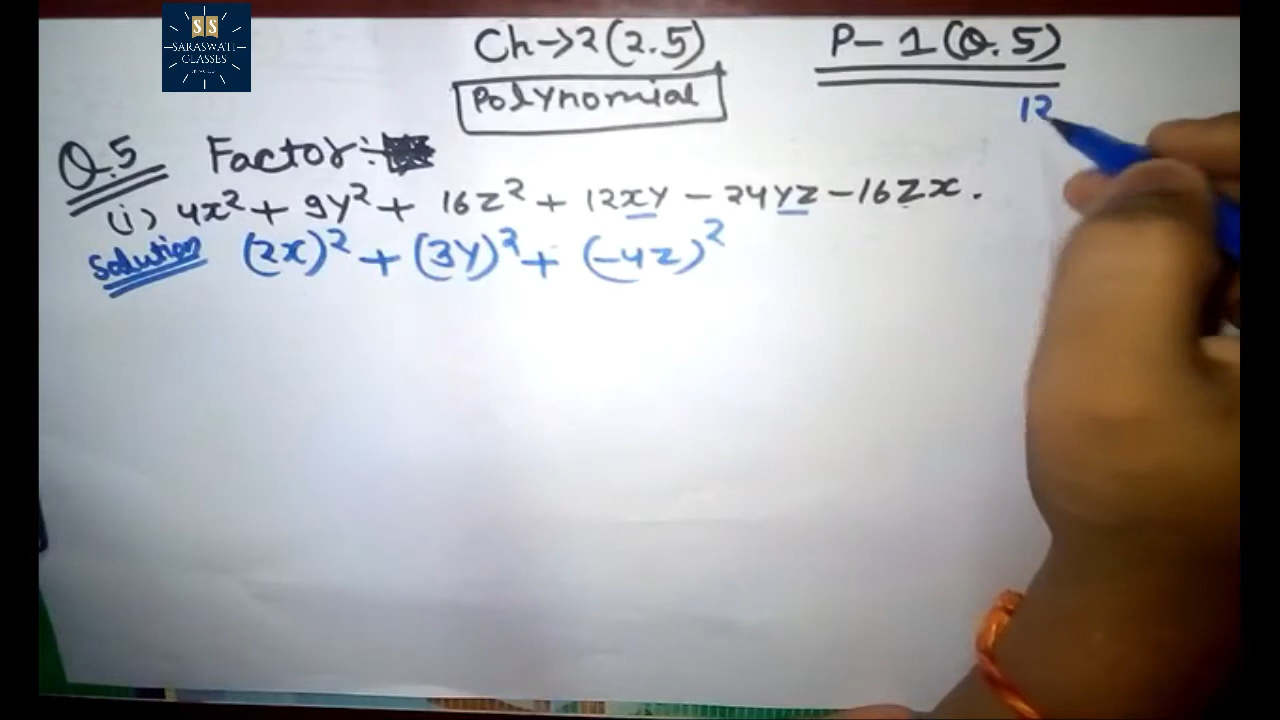 SS
SARASWATI
CLASSES
Ch→2(2.5)
P-1(Q.5)
Polynomial
12
Q.5 Factor:-
(i) 4x² + 9y² + 16z² + 12xy - 24yz - 16zx.
Solution (2x)² + (3y)² + (-4z)²